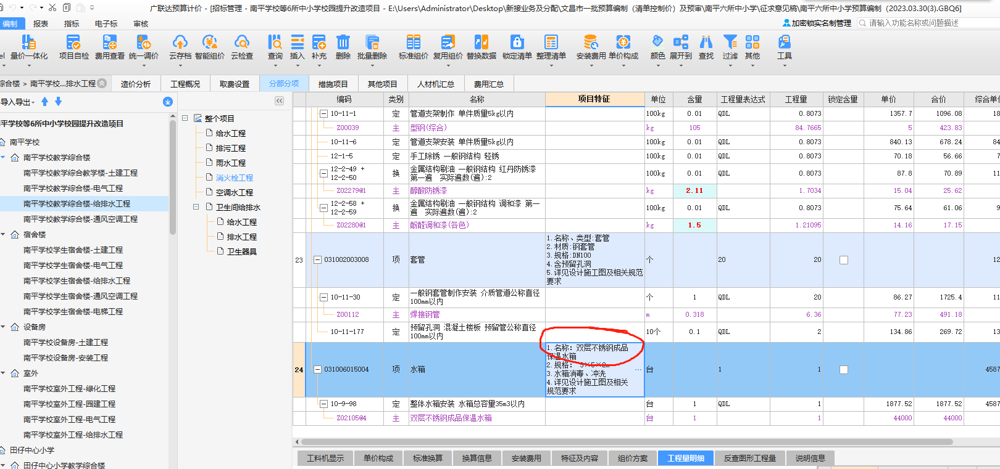 广联达预算计价 - [招标管理 - 南平学校等6所中小学校园提升改造项目 - E:\Users\Administrator\Desktop\新接业务及分配\文昌市一批预算编制（清单控制价）及预审\南平六所中小学\征求意见稿\南平六所中小学预算编制（2023.03.30(3).GBQ6]
编制 报表 指标 电子标 审核 加密锁实名制管理 请输入功能名称或问题描述
量价一体化 项目自检 费用查看 统一调价 云存档 智能组价 云检查 查询 插入 补充 删除 批量删除 标准组价 复用组价 替换数据 锁定清单 整理清单 安装费用 单价构成 颜色 展开到 查找 过滤 其他 工具
综合楼 > 南平学校...排水工程 造价分析 工程概况 取费设置 分部分项 措施项目 其他项目 人材机汇总 费用汇总
导入导出
平学校等6所中小学校园提升改造项目
南平学校
南平学校教学综合楼
南平学校教学综合教学楼-土建工程
南平学校教学综合楼-电气工程
南平学校教学综合楼-给排水工程
南平学校教学综合楼-通风空调工程
宿舍楼
南平学校学生宿舍楼-土建工程
南平学校学生宿舍楼-电气工程
南平学校学生宿舍楼-给排水工程
南平学校学生宿舍楼-通风空调工程
南平学校学生宿舍楼-电梯工程
设备房
南平学校设备房-土建工程
南平学校设备房-安装工程
室外
南平学校室外工程-绿化工程
南平学校室外工程-园建工程
南平学校室外工程-电气工程
南平学校室外工程-给排水工程
田仔中心小学
田仔中心小学教学综合楼
整个项目
给水工程
排污工程
雨水工程
消火栓工程
空调水工程
卫生间给排水
给水工程
排水工程
卫生器具
编码 类别 名称 项目特征 单位 含量 工程量表达式 工程量 锁定含量 单价 合价 综合单价
10-11-1 定 管道支架制作 单件质量5kg以内 100kg 0.01 QDL 0.8073 1357.7 1096.08 18
Z00039 主 型钢(综合) kg 105 84.7665 5 423.83
10-11-6 定 管道支架安装 单件质量5kg以内 100kg 0.01 QDL 0.8073 840.13 678.24 84
12-1-5 定 手工除锈 一般钢结构 轻锈 100kg 0.01 QDL 0.8073 70.18 56.66 7
12-2-49 +
12-2-50 换 金属结构刷油 一般钢结构 红丹防锈漆
第一遍 实际遍数(遍):2 100kg 0.01 QDL 0.8073 87.8 70.89 11
Z02279@1 主 醇酸防锈漆 kg 2.11 1.7034 15.04 25.62
12-2-58 +
12-2-59 换 金属结构刷油 一般钢结构 调和漆 第一
遍 实际遍数(遍):2 100kg 0.01 QDL 0.8073 75.64 61.06 9
Z02280@1 主 酚醛调和漆(各色) kg 1.5 1.21095 14.16 17.15
23 031002003008 项 套管
1.名称、类型:套管
2.材质:钢套管
3.规格:DN100
4.含预留孔洞
5.详见设计施工图及相关规范
要求
个 20 20 12
10-11-30 定 一般钢套管制作安装 介质管道公称直径
100mm以内 个 1 QDL 20 86.27 1725.4 11
Z00112 主 焊接钢管 m 0.318 6.36 77.23 491.18
10-11-177 定 预留孔洞 混凝土楼板 预留管公称直径
100mm以内 10个 0.1 QDL 2 134.86 269.72 13
24 031006015004 项 水箱
1.名称：双层不锈钢成品
保温水箱
2.规格： 3×5×2m
3.水箱消毒、冲洗
4.详见设计施工图及相关
规范要求
台 1 1 4587
10-9-98 定 整体水箱安装 水箱总容量35m3以内 台 1 QDL 1 1877.52 1877.52 4587
Z02105@4 主 双层不锈钢成品保温水箱 台 1 1 44000 44000
工料机显示 单价构成 标准换算 换算信息 安装费用 特征及内容 组价方案 工程量明细 反查图形工程量 说明信息